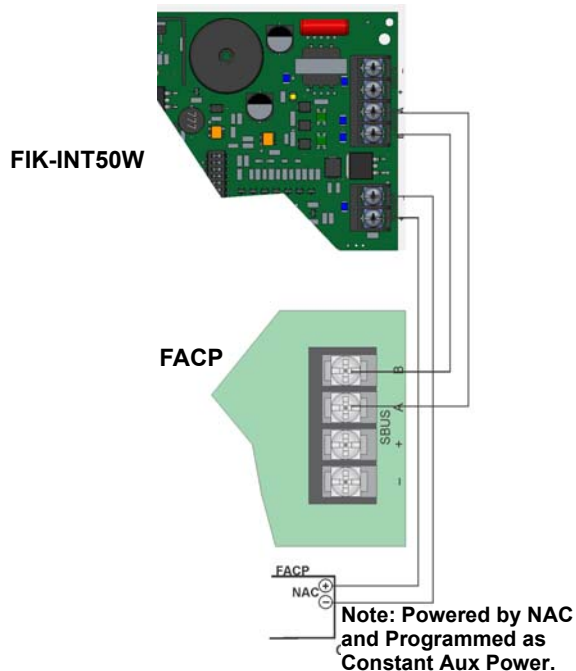 FIK-INT50W
–
+
A
B
–
+
FACP
B
A
SBUS
+
–
FACP
+
NAC
–
Note: Powered by NAC
and Programmed as
Constant Aux Power.